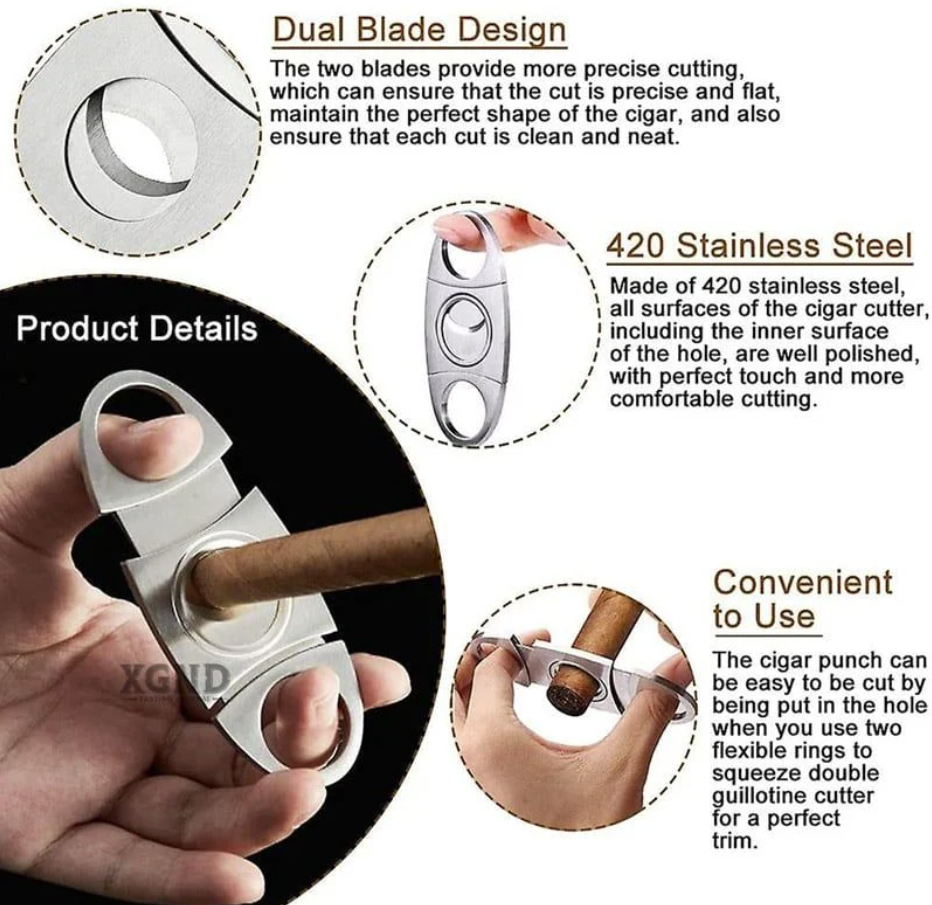 Dual Blade Design
The two blades provide more precise cutting,
which can ensure that the cut is precise and flat,
maintain the perfect shape of the cigar, and also
ensure that each cut is clean and neat.
420 Stainless Steel
Made of 420 stainless steel,
all surfaces of the cigar cutter,
including the inner surface
of the hole, are well polished,
with perfect touch and more
comfortable cutting.
Product Details
XGND
Convenient
to Use
The cigar punch can
be easy to be cut by
being put in the hole
when you use two
flexible rings to
squeeze double
guillotine cutter
for a perfect
trim.